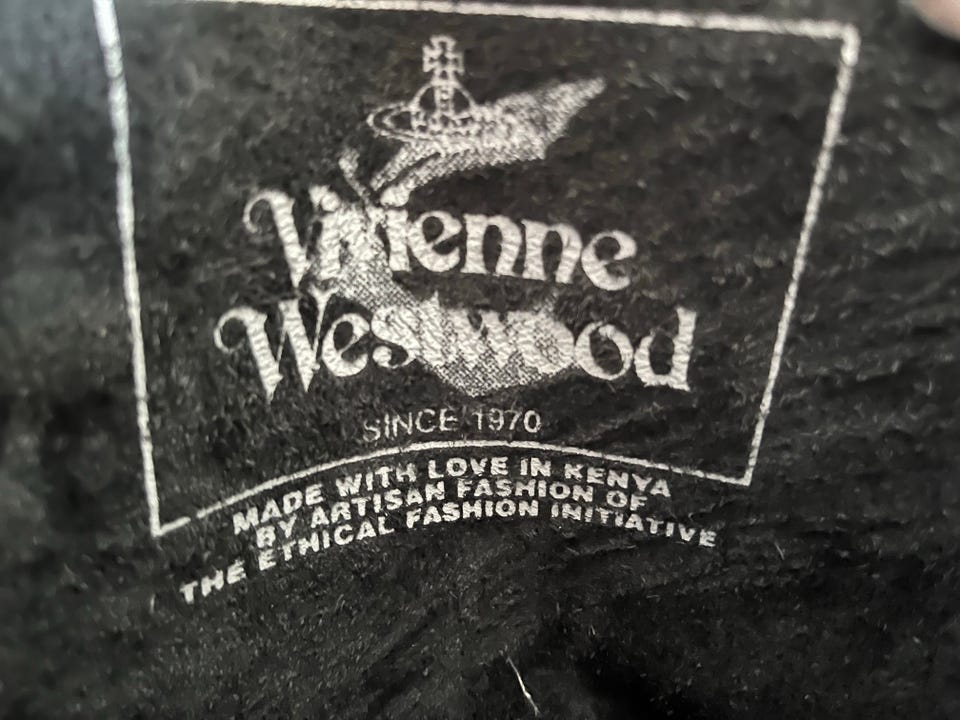 Vivienne
Westwood
SINCE 1970
MADE WITH LOVE IN KENYA
BY ARTISAN FASHION OF
THE ETHICAL FASHION INITIATIVE